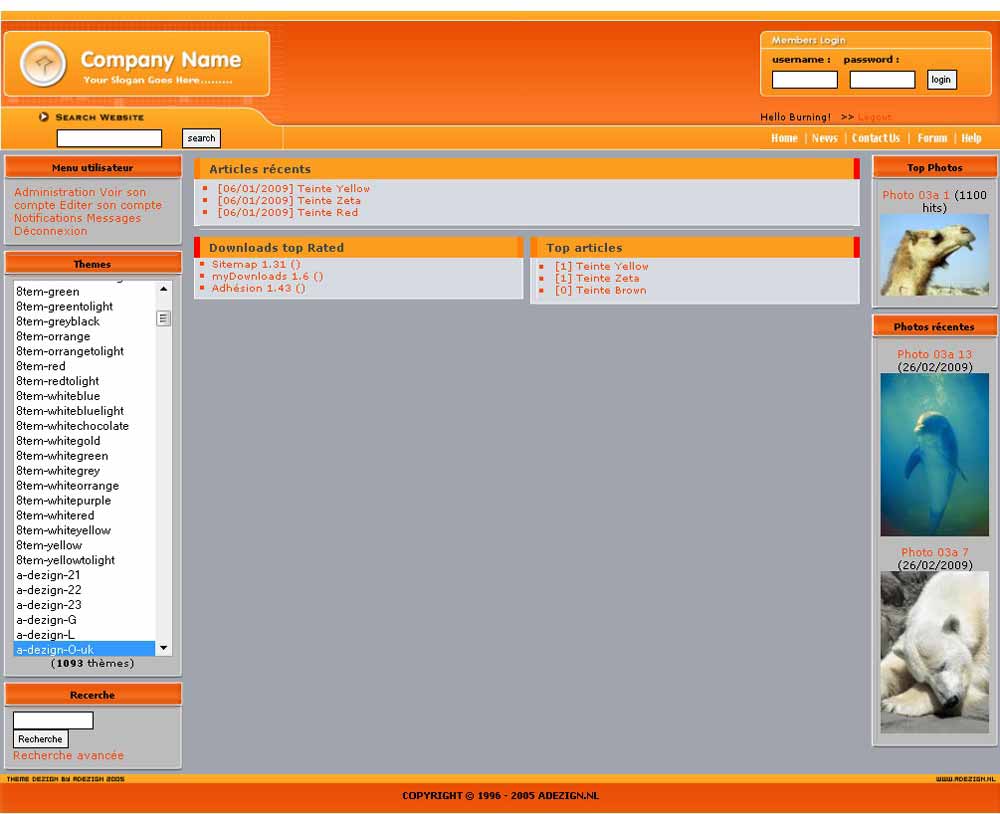 Company Name
Your Slogan Goes Here.........
Members Login
username : password :
login
Search Website
search
Hello Burning! >> Logout
Home | News | Contact Us | Forum | Help
Menu utilisateur
Administration Voir son
compte Editer son compte
Notifications Messages
Déconnexion
Themes
8tem-green
8tem-greentolight
8tem-greyblack
8tem-orrange
8tem-orrangetolight
8tem-red
8tem-redtolight
8tem-whiteblue
8tem-whitebluelight
8tem-whitechocolate
8tem-whitegold
8tem-whitegreen
8tem-whitegrey
8tem-whiteorrange
8tem-whitepurple
8tem-whitered
8tem-whiteyellow
8tem-yellow
8tem-yellowtolight
a-dezign-21
a-dezign-22
a-dezign-23
a-dezign-G
a-dezign-L
a-dezign-O-uk
(1093 thèmes)
Recerche
Recherche
Recherche avancée
Articles récents
[06/01/2009] Teinte Yellow
[06/01/2009] Teinte Zeta
[06/01/2009] Teinte Red
Downloads top Rated
Sitemap 1.31 ()
myDownloads 1.6 ()
Adhésion 1.43 ()
Top articles
[1] Teinte Yellow
[1] Teinte Zeta
[0] Teinte Brown
Top Photos
Photo 03a 1 (1100
hits)
Photos récentes
Photo 03a 13
(26/02/2009)
Photo 03a 7
(26/02/2009)
THEME DEZIGN BY ADEZIGN 2005
WWW.ADEZIGN.NL
COPYRIGHT © 1996 - 2005 ADEZIGN.NL